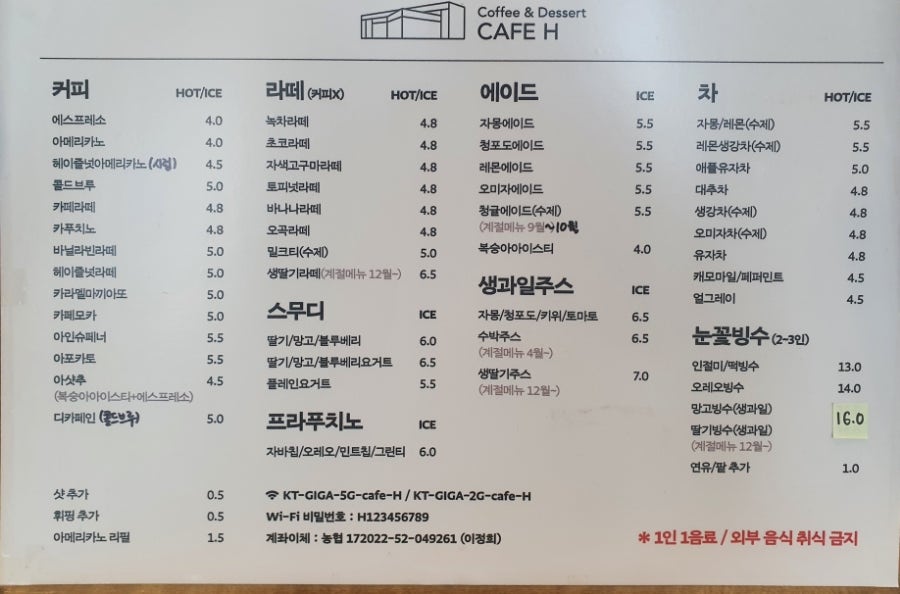 Coffee & Dessert
CAFE H
커피 HOT/ICE
에스프레소 4.0
아메리카노 4.0
헤이즐넛아메리카노(시럽) 4.5
콜드브루 5.0
카떼라떼 4.8
카푸치노 4.8
바닐라빈라떼 5.0
헤이즐넛라떼 5.0
카라멜마끼아또 5.0
카페모카 5.0
아인슈페너 5.5
아포카토 5.5
아샷추 4.5
(복숭아아이스티+에스프레소)
디카페인 (콜드브루) 5.0
샷 추가 0.5
휘핑 추가 0.5
아메리카노 리필 1.5
라떼 (커피X) HOT/ICE
녹차라떼 4.8
초코라떼 4.8
자색고구마라떼 4.8
토피넛라떼 4.8
바나나라떼 4.8
오곡라떼 4.8
밀크티(수제) 5.0
생딸기라떼(계절메뉴 12월~) 6.5
스무디 ICE
딸기/망고/블루베리 6.0
딸기/망고/블루베리요거트 6.5
플레인요거트 5.5
프라푸치노 ICE
자바칩/오레오/민트칩/그린티 6.0
에이드 ICE
자몽에이드 5.5
청포도에이드 5.5
레몬에이드 5.5
오미자에이드 5.5
청귤에이드(수제) 5.5
(계절메뉴 9월~10월)
복숭아아이스티 4.0
생과일주스 ICE
자몽/청포도/키위/토마토 6.5
수박주스 6.5
(계절메뉴 4월~)
생딸기주스 7.0
(계절메뉴 12월~)
차 HOT/ICE
자몽/레몬(수제) 5.5
레몬생강차(수제) 5.5
애플유자차 5.0
대추차 4.8
생강차(수제) 4.8
오미자차(수제) 4.8
유자차 4.8
캐모마일/페퍼민트 4.5
얼그레이 4.5
눈꽃빙수 (2-3인)
인절미/떡빙수 13.0
오레오빙수 14.0
망고빙수(생과일) 16.0
딸기빙수(생과일)
(계절메뉴 12월~)
연유/팥 추가 1.0
KT-GIGA-5G-cafe-H / KT-GIGA-2G-cafe-H
Wi-Fi 비밀번호 : H123456789
계좌이체 : 농협 172022-52-049261 (이정희)
* 1인 1음료 / 외부 음식 취식 금지